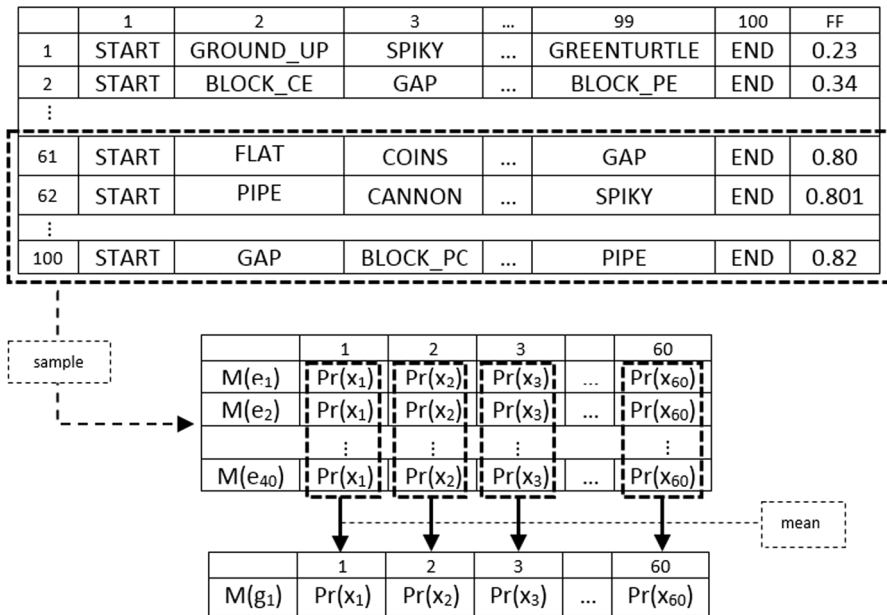 1 2 3 ... 99 100 FF
1 START GROUND_UP SPIKY ... GREENTURTLE END 0.23
2 START BLOCK_CE GAP ... BLOCK_PE END 0.34
⋮
61 START FLAT COINS ... GAP END 0.80
62 START PIPE CANNON ... SPIKY END 0.801
⋮
100 START GAP BLOCK_PC ... PIPE END 0.82
sample
1 2 3 60
M(e₁) Pr(x₁) Pr(x₂) Pr(x₃) ... Pr(x₆₀)
M(e₂) Pr(x₁) Pr(x₂) Pr(x₃) ... Pr(x₆₀)
⋮ ⋮ ⋮ ⋮
M(e₄₀) Pr(x₁) Pr(x₂) Pr(x₃) ... Pr(x₆₀)
mean
1 2 3 60
M(g₁) Pr(x₁) Pr(x₂) Pr(x₃) ... Pr(x₆₀)